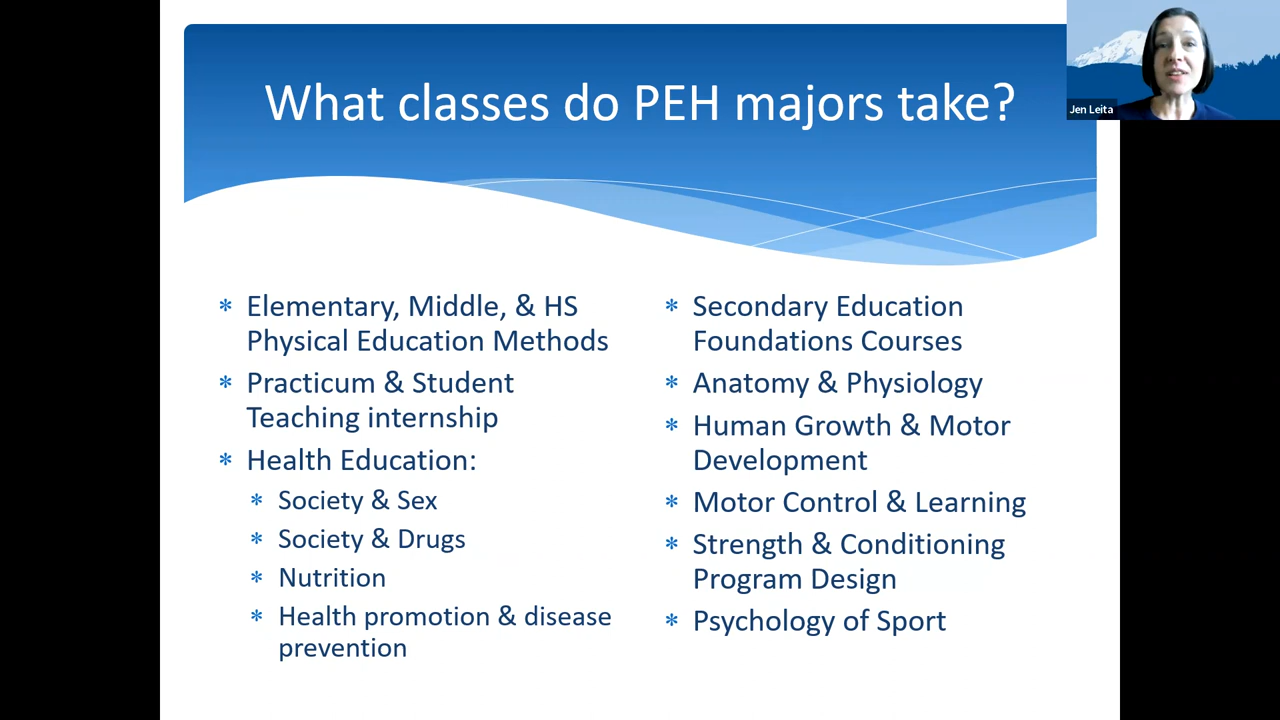 What classes do PEH majors take?
Jen Leita
* Elementary, Middle, & HS
Physical Education Methods
* Practicum & Student
Teaching internship
* Health Education:
* Society & Sex
* Society & Drugs
* Nutrition
* Health promotion & disease
prevention
* Secondary Education
Foundations Courses
* Anatomy & Physiology
* Human Growth & Motor
Development
* Motor Control & Learning
* Strength & Conditioning
Program Design
* Psychology of Sport